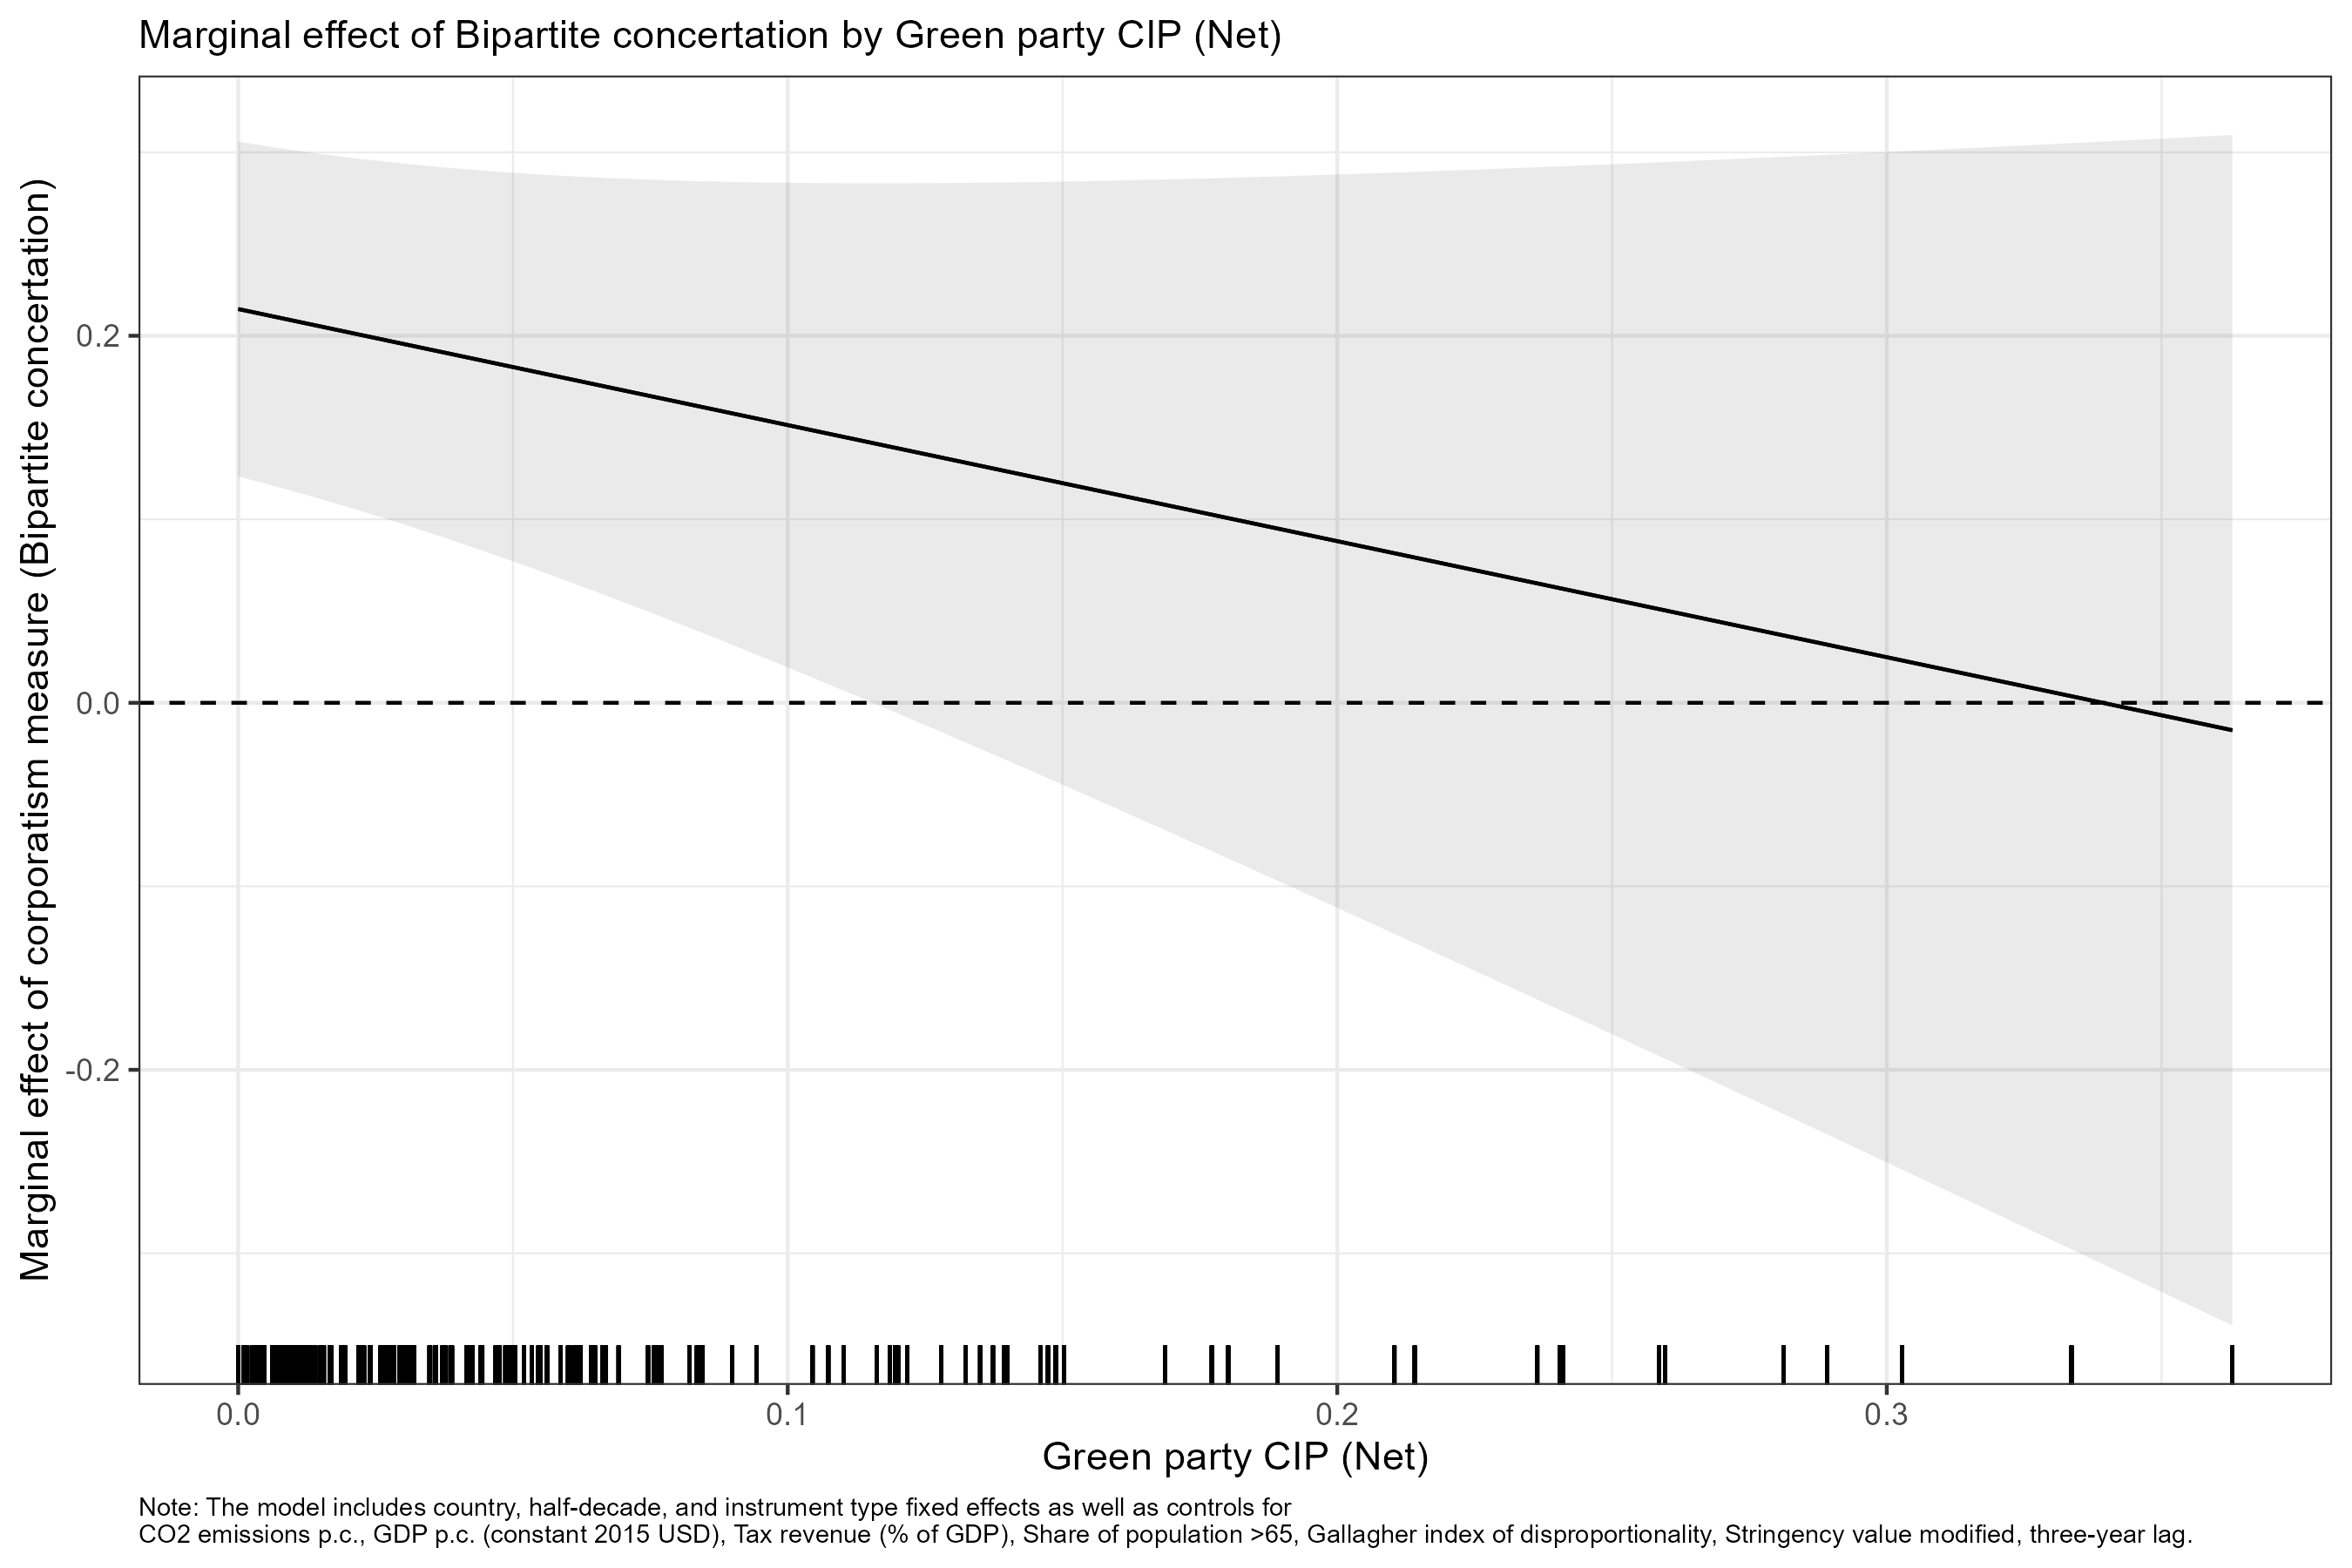 Marginal effect of Bipartite concertation by Green party CIP (Net)
Marginal effect of corporatism measure (Bipartite concertation)
0.2
0.0
-0.2
0.0
0.1
0.2
0.3
Green party CIP (Net)
Note: The model includes country, half-decade, and instrument type fixed effects as well as controls for
CO2 emissions p.c., GDP p.c. (constant 2015 USD), Tax revenue (% of GDP), Share of population >65, Gallagher index of disproportionality, Stringency value modified, three-year lag.